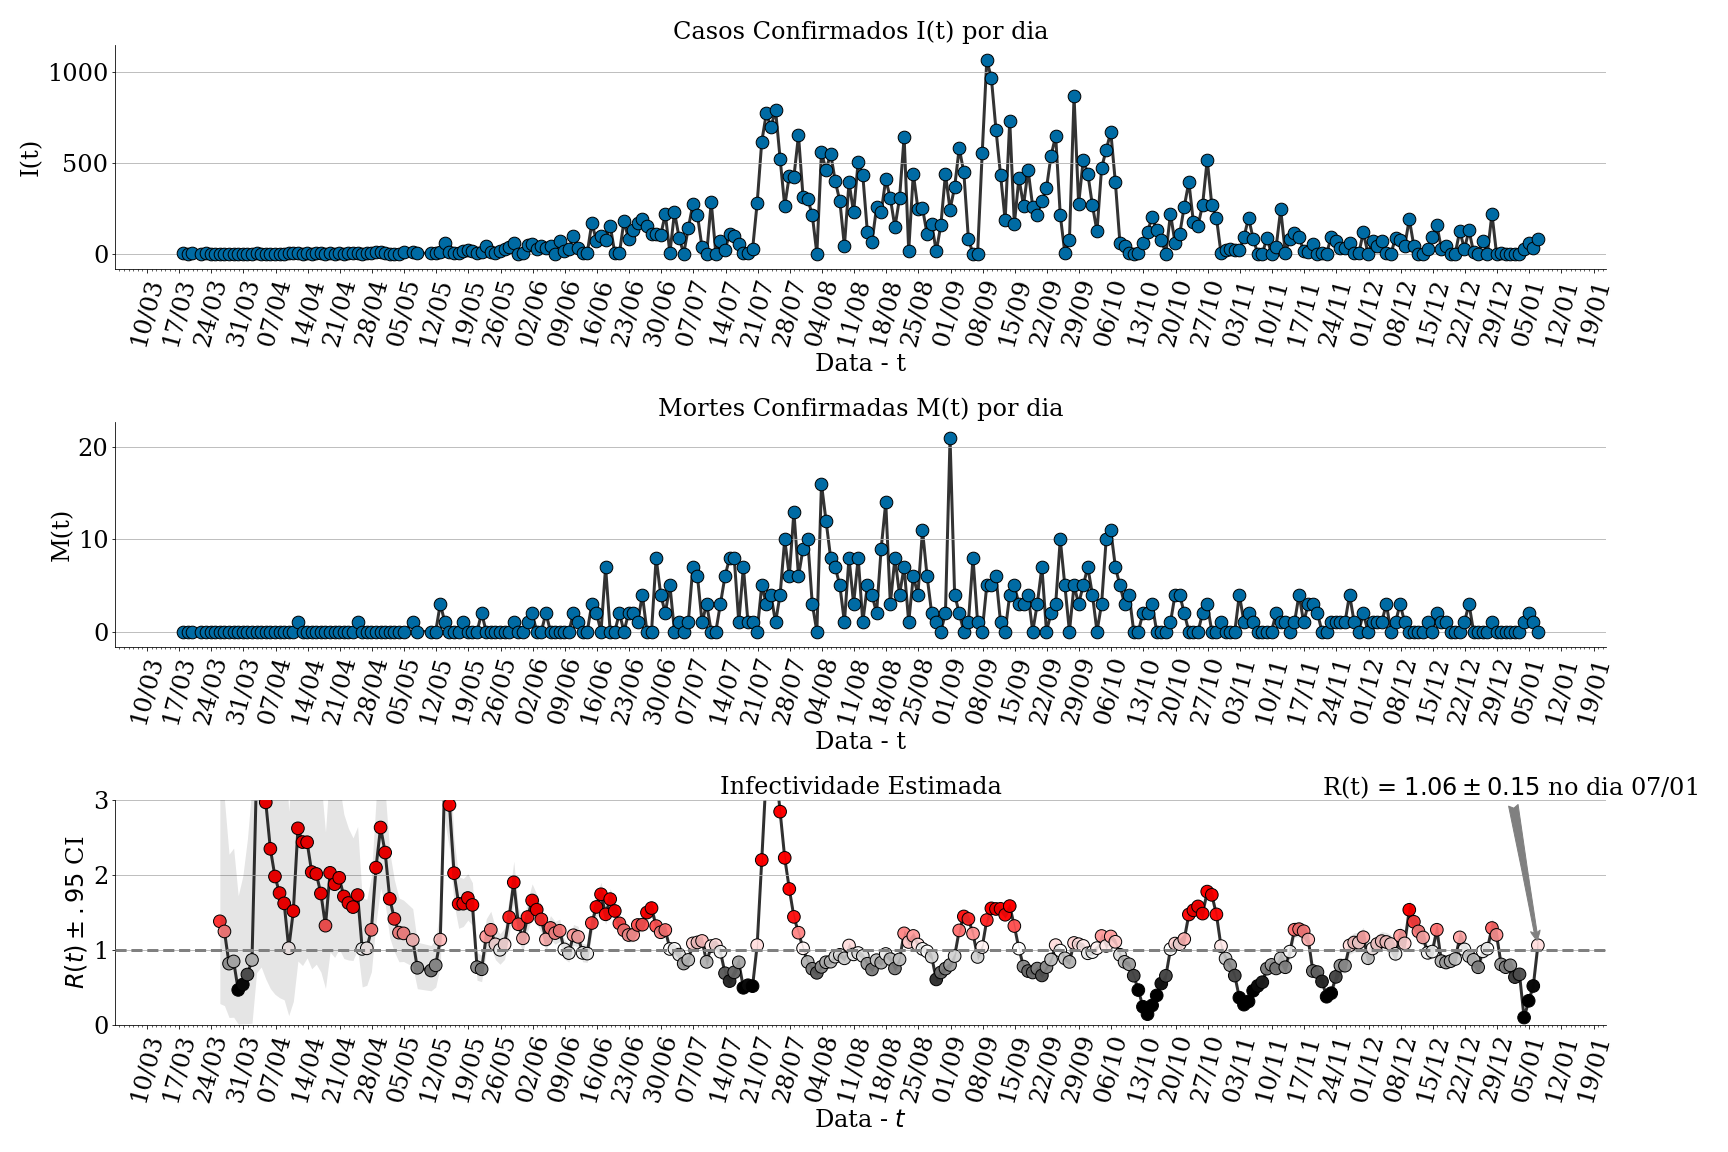 Casos Confirmados I(t) por dia
I(t)
1000
500
0
10/03 17/03 24/03 31/03 07/04 14/04 21/04 28/04 05/05 12/05 19/05 26/05 02/06 09/06 16/06 23/06 30/06 07/07 14/07 21/07 28/07 04/08 11/08 18/08 25/08 01/09 08/09 15/09 22/09 29/09 06/10 13/10 20/10 27/10 03/11 10/11 17/11 24/11 01/12 08/12 15/12 22/12 29/12 05/01 12/01 19/01
Data - t
Mortes Confirmadas M(t) por dia
M(t)
20
10
0
10/03 17/03 24/03 31/03 07/04 14/04 21/04 28/04 05/05 12/05 19/05 26/05 02/06 09/06 16/06 23/06 30/06 07/07 14/07 21/07 28/07 04/08 11/08 18/08 25/08 01/09 08/09 15/09 22/09 29/09 06/10 13/10 20/10 27/10 03/11 10/11 17/11 24/11 01/12 08/12 15/12 22/12 29/12 05/01 12/01 19/01
Data - t
Infectividade Estimada
R(t) = 1.06 ± 0.15 no dia 07/01
R(t) ± .95 CI
3
2
1
0
10/03 17/03 24/03 31/03 07/04 14/04 21/04 28/04 05/05 12/05 19/05 26/05 02/06 09/06 16/06 23/06 30/06 07/07 14/07 21/07 28/07 04/08 11/08 18/08 25/08 01/09 08/09 15/09 22/09 29/09 06/10 13/10 20/10 27/10 03/11 10/11 17/11 24/11 01/12 08/12 15/12 22/12 29/12 05/01 12/01 19/01
Data - t